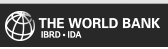 THE WORLD BANK
IBRD • IDA